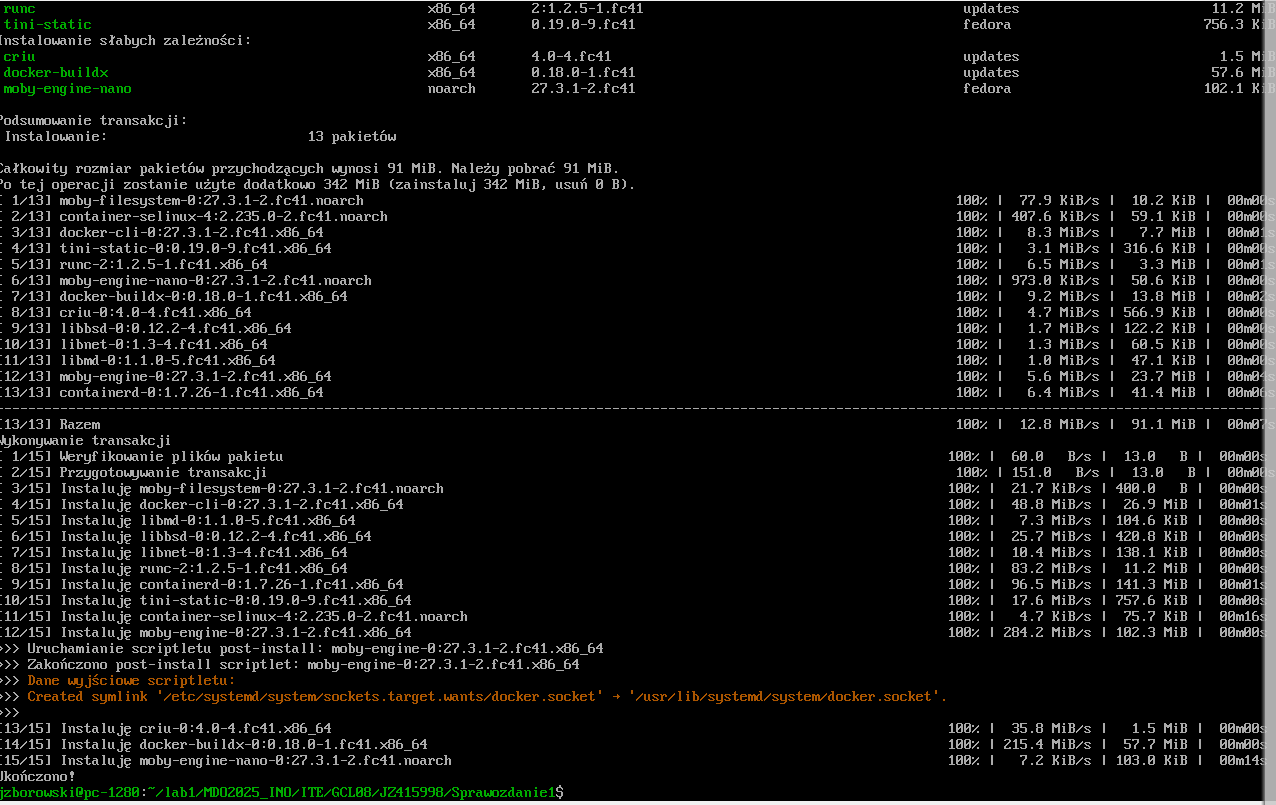 runc x86_64 2:1.2.5-1.fc41 updates 11.2 MiB
tini-static x86_64 0.19.0-9.fc41 fedora 756.3 KiB
Instalowanie słabych zależności:
criu x86_64 4.0-4.fc41 updates 1.5 MiB
docker-buildx x86_64 0.18.0-1.fc41 updates 57.6 MiB
moby-engine-nano noarch 27.3.1-2.fc41 fedora 102.1 KiB
Podsumowanie transakcji:
Instalowanie: 13 pakietów
Całkowity rozmiar pakietów przychodzących wynosi 91 MiB. Należy pobrać 91 MiB.
Po tej operacji zostanie użyte dodatkowo 342 MiB (zainstaluj 342 MiB, usuń 0 B).
[ 1/13] moby-filesystem-0:27.3.1-2.fc41.noarch 100% | 77.9 KiB/s | 10.2 KiB | 00m00s
[ 2/13] container-selinux-4:2.235.0-2.fc41.noarch 100% | 407.6 KiB/s | 59.1 KiB | 00m00s
[ 3/13] docker-cli-0:27.3.1-2.fc41.x86_64 100% | 8.3 MiB/s | 7.7 MiB | 00m01s
[ 4/13] tini-static-0:0.19.0-9.fc41.x86_64 100% | 3.1 MiB/s | 316.6 KiB | 00m00s
[ 5/13] runc-2:1.2.5-1.fc41.x86_64 100% | 6.5 MiB/s | 3.3 MiB | 00m01s
[ 6/13] moby-engine-nano-0:27.3.1-2.fc41.noarch 100% | 973.0 KiB/s | 50.6 KiB | 00m00s
[ 7/13] docker-buildx-0:0.18.0-1.fc41.x86_64 100% | 9.2 MiB/s | 13.8 MiB | 00m02s
[ 8/13] criu-0:4.0-4.fc41.x86_64 100% | 4.7 MiB/s | 566.9 KiB | 00m00s
[ 9/13] libbsd-0:0.12.2-4.fc41.x86_64 100% | 1.7 MiB/s | 122.2 KiB | 00m00s
[10/13] libnet-0:1.3-4.fc41.x86_64 100% | 1.3 MiB/s | 60.5 KiB | 00m00s
[11/13] libmd-0:1.1.0-5.fc41.x86_64 100% | 1.0 MiB/s | 47.1 KiB | 00m00s
[12/13] moby-engine-0:27.3.1-2.fc41.x86_64 100% | 5.6 MiB/s | 23.7 MiB | 00m04s
[13/13] containerd-0:1.7.26-1.fc41.x86_64 100% | 6.4 MiB/s | 41.4 MiB | 00m06s
[13/13] Razem 100% | 12.8 MiB/s | 91.1 MiB | 00m07s
Wykonywanie transakcji
[ 1/15] Weryfikowanie plików pakietu 100% | 60.0 B/s | 13.0 B | 00m00s
[ 2/15] Przygotowywanie transakcji 100% | 151.0 B/s | 13.0 B | 00m00s
[ 3/15] Instaluję moby-filesystem-0:27.3.1-2.fc41.noarch 100% | 21.7 KiB/s | 400.0 B | 00m00s
[ 4/15] Instaluję docker-cli-0:27.3.1-2.fc41.x86_64 100% | 48.8 MiB/s | 26.9 MiB | 00m01s
[ 5/15] Instaluję libmd-0:1.1.0-5.fc41.x86_64 100% | 7.3 MiB/s | 104.6 KiB | 00m00s
[ 6/15] Instaluję libbsd-0:0.12.2-4.fc41.x86_64 100% | 25.7 MiB/s | 420.8 KiB | 00m00s
[ 7/15] Instaluję libnet-0:1.3-4.fc41.x86_64 100% | 10.4 MiB/s | 138.1 KiB | 00m00s
[ 8/15] Instaluję runc-2:1.2.5-1.fc41.x86_64 100% | 83.2 MiB/s | 11.2 MiB | 00m00s
[ 9/15] Instaluję containerd-0:1.7.26-1.fc41.x86_64 100% | 96.5 MiB/s | 141.3 MiB | 00m01s
[10/15] Instaluję tini-static-0:0.19.0-9.fc41.x86_64 100% | 17.6 MiB/s | 757.6 KiB | 00m00s
[11/15] Instaluję container-selinux-4:2.235.0-2.fc41.noarch 100% | 4.7 KiB/s | 75.7 KiB | 00m16s
[12/15] Instaluję moby-engine-0:27.3.1-2.fc41.x86_64 100% | 284.2 MiB/s | 102.3 MiB | 00m00s
>>> Uruchamianie scriptletu post-install: moby-engine-0:27.3.1-2.fc41.x86_64
>>> Zakończono post-install scriptlet: moby-engine-0:27.3.1-2.fc41.x86_64
>>> Dane wyjściowe scriptletu:
>>> Created symlink '/etc/systemd/system/sockets.target.wants/docker.socket' → '/usr/lib/systemd/system/docker.socket'.
>>>
[13/15] Instaluję criu-0:4.0-4.fc41.x86_64 100% | 35.8 MiB/s | 1.5 MiB | 00m00s
[14/15] Instaluję docker-buildx-0:0.18.0-1.fc41.x86_64 100% | 215.4 MiB/s | 57.7 MiB | 00m00s
[15/15] Instaluję moby-engine-nano-0:27.3.1-2.fc41.noarch 100% | 7.2 KiB/s | 103.0 KiB | 00m14s
Ukończono!
jzborowski@pc-1280:~/lab1/MDO2025_INO/ITE/GCL08/JZ415998/Sprawozdanie1$